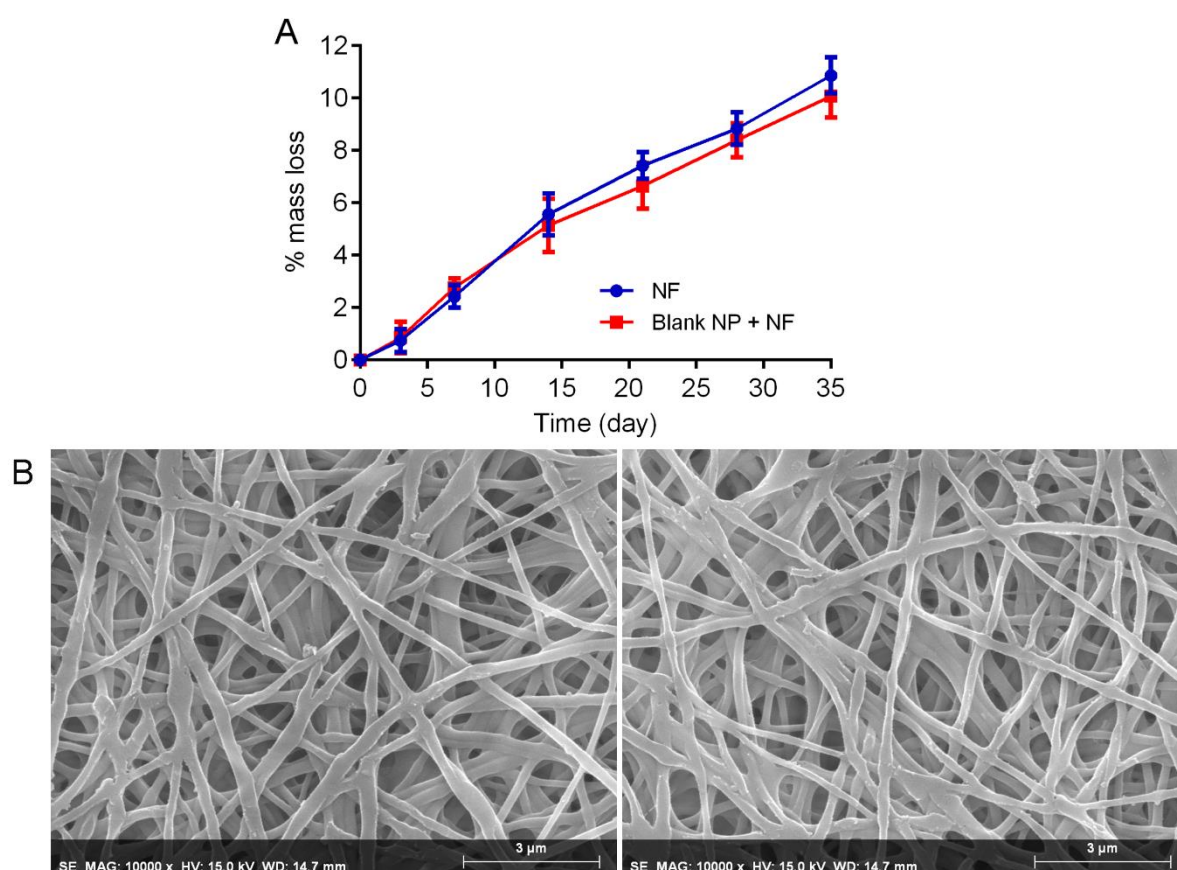 A
12
10
8
6
4
2
0
% mass loss
NF
Blank NP + NF
0 5 10 15 20 25 30 35
Time (day)
B
3 µm
SE MAG: 10000 x HV: 15.0 kV WD: 14.7 mm
3 µm
SE MAG: 10000 x HV: 15.0 kV WD: 14.7 mm